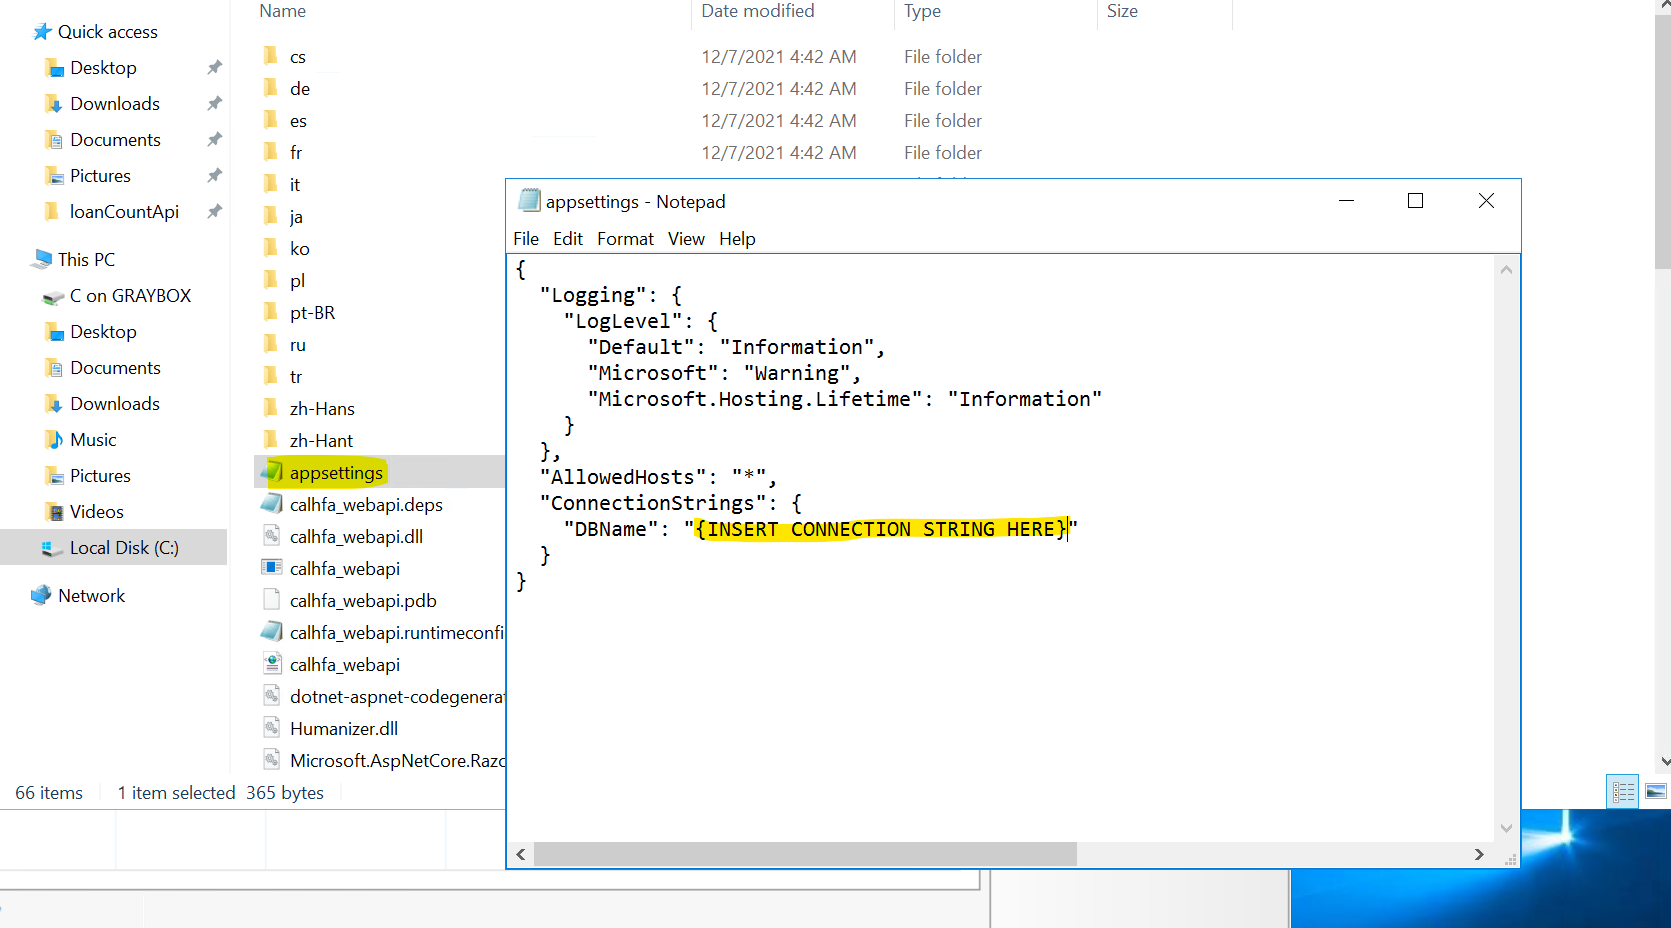 Name Date modified Type Size
Quick access
Desktop
Downloads
Documents
Pictures
loanCountApi
This PC
C on GRAYBOX
Desktop
Documents
Downloads
Music
Pictures
Videos
Local Disk (C:)
Network
cs 12/7/2021 4:42 AM File folder
de 12/7/2021 4:42 AM File folder
es 12/7/2021 4:42 AM File folder
fr 12/7/2021 4:42 AM File folder
it
ja
ko
pl
pt-BR
ru
tr
zh-Hans
zh-Hant
appsettings
calhfa_webapi.deps
calhfa_webapi.dll
calhfa_webapi
calhfa_webapi.pdb
calhfa_webapi.runtimeconfi
calhfa_webapi
dotnet-aspnet-codegenerat
Humanizer.dll
Microsoft.AspNetCore.Razo
66 items 1 item selected 365 bytes
appsettings - Notepad
File Edit Format View Help
{
"Logging": {
"LogLevel": {
"Default": "Information",
"Microsoft": "Warning",
"Microsoft.Hosting.Lifetime": "Information"
}
},
"AllowedHosts": "*",
"ConnectionStrings": {
"DBName": "{INSERT CONNECTION STRING HERE}"
}
}